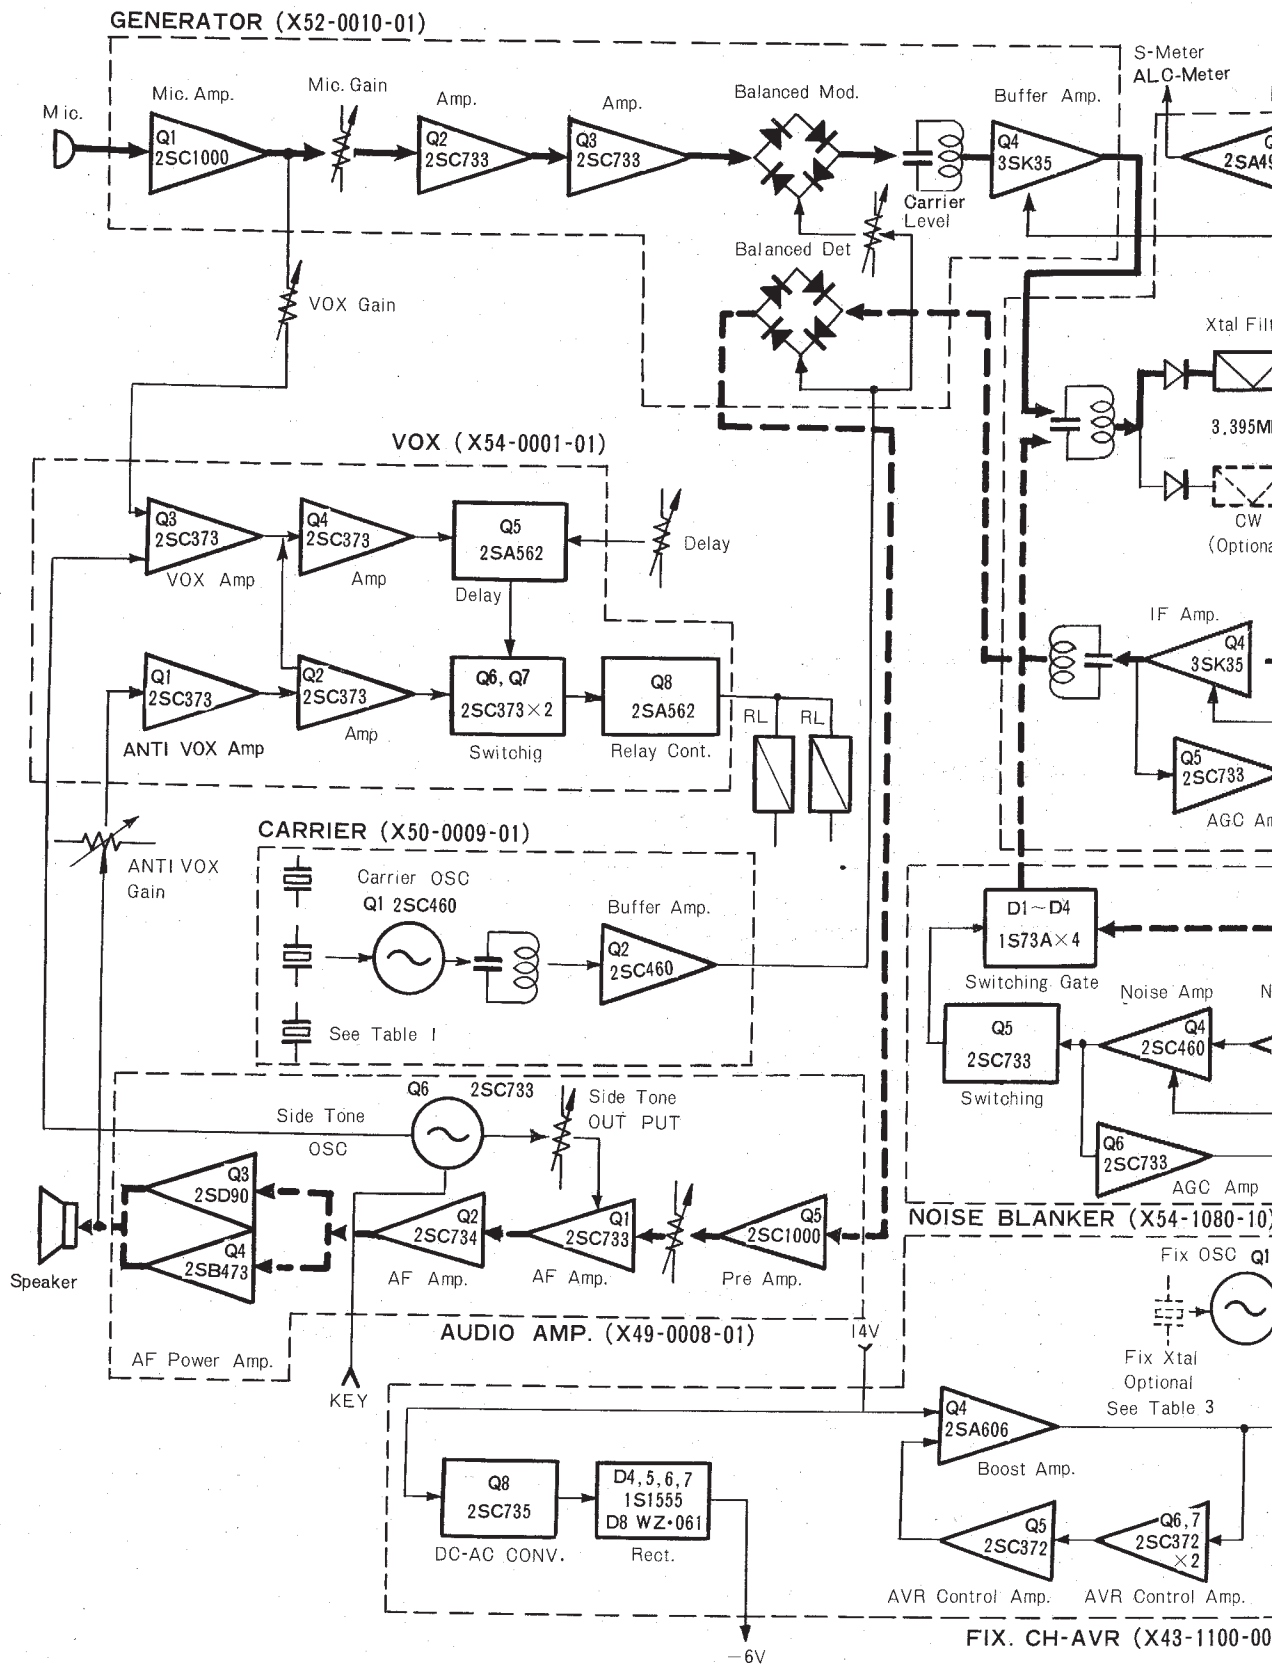 GENERATOR (X52-0010-01)
S-Meter
ALC-Meter
Mic.
Mic. Amp.
Q1
2SC1000
Mic. Gain
Amp.
Q2
2SC733
Amp.
Q3
2SC733
Balanced Mod.
Buffer Amp.
Q4
3SK35
2SA49
Carrier
Level
Balanced Det
VOX Gain
Xtal Filt
3.395M
CW
(Optiona
VOX (X54-0001-01)
Q3
2SC373
VOX Amp
Q4
2SC373
Amp
Q5
2SA562
Delay
Delay
Q1
2SC373
ANTI VOX Amp
Q2
2SC373
Amp
Q6, Q7
2SC373×2
Switchig
Q8
2SA562
Relay Cont.
RL
RL
IF Amp.
Q4
3SK35
Q5
2SC733
AGC Am
ANTI VOX
Gain
CARRIER (X50-0009-01)
Carrier OSC
Q1 2SC460
Buffer Amp.
Q2
2SC460
See Table 1
D1~D4
1S73A×4
Switching Gate
Q5
2SC733
Switching
Noise Amp
N
Q4
2SC460
Q6
2SC733
AGC Amp
NOISE BLANKER (X54-1080-10)
Q6 2SC733
Side Tone
OSC
Side Tone
OUT PUT
Q3
2SD90
Q4
2SB473
Speaker
Q2
2SC734
AF Amp.
Q1
2SC733
AF Amp.
Q5
2SC1000
Pre Amp.
AF Power Amp.
AUDIO AMP. (X49-0008-01)
KEY
14V
Fix OSC Q1
Fix Xtal
Optional
See Table 3
Q4
2SA606
Boost Amp.
Q8
2SC735
DC-AC CONV.
D4,5,6,7
1S1555
D8 WZ·061
Rect.
Q5
2SC372
AVR Control Amp.
Q6,7
2SC372
×2
AVR Control Amp.
-6V
FIX. CH-AVR (X43-1100-00